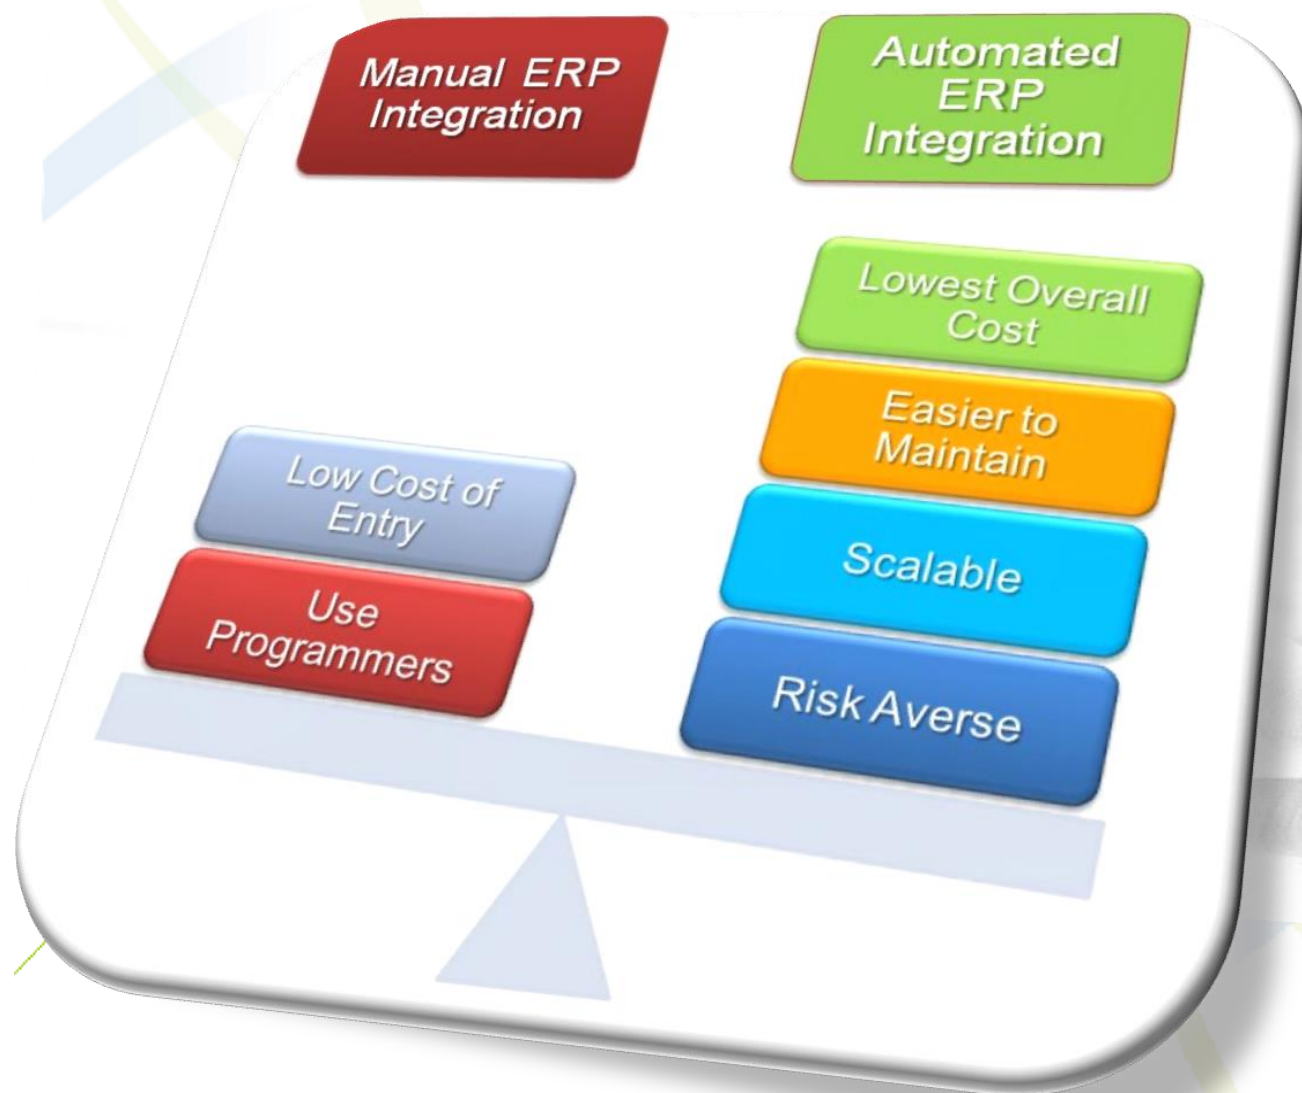 Manual ERP
Integration
Automated
ERP
Integration
Low Cost of
Entry
Use
Programmers
Lowest Overall
Cost
Easier to
Maintain
Scalable
Risk Averse